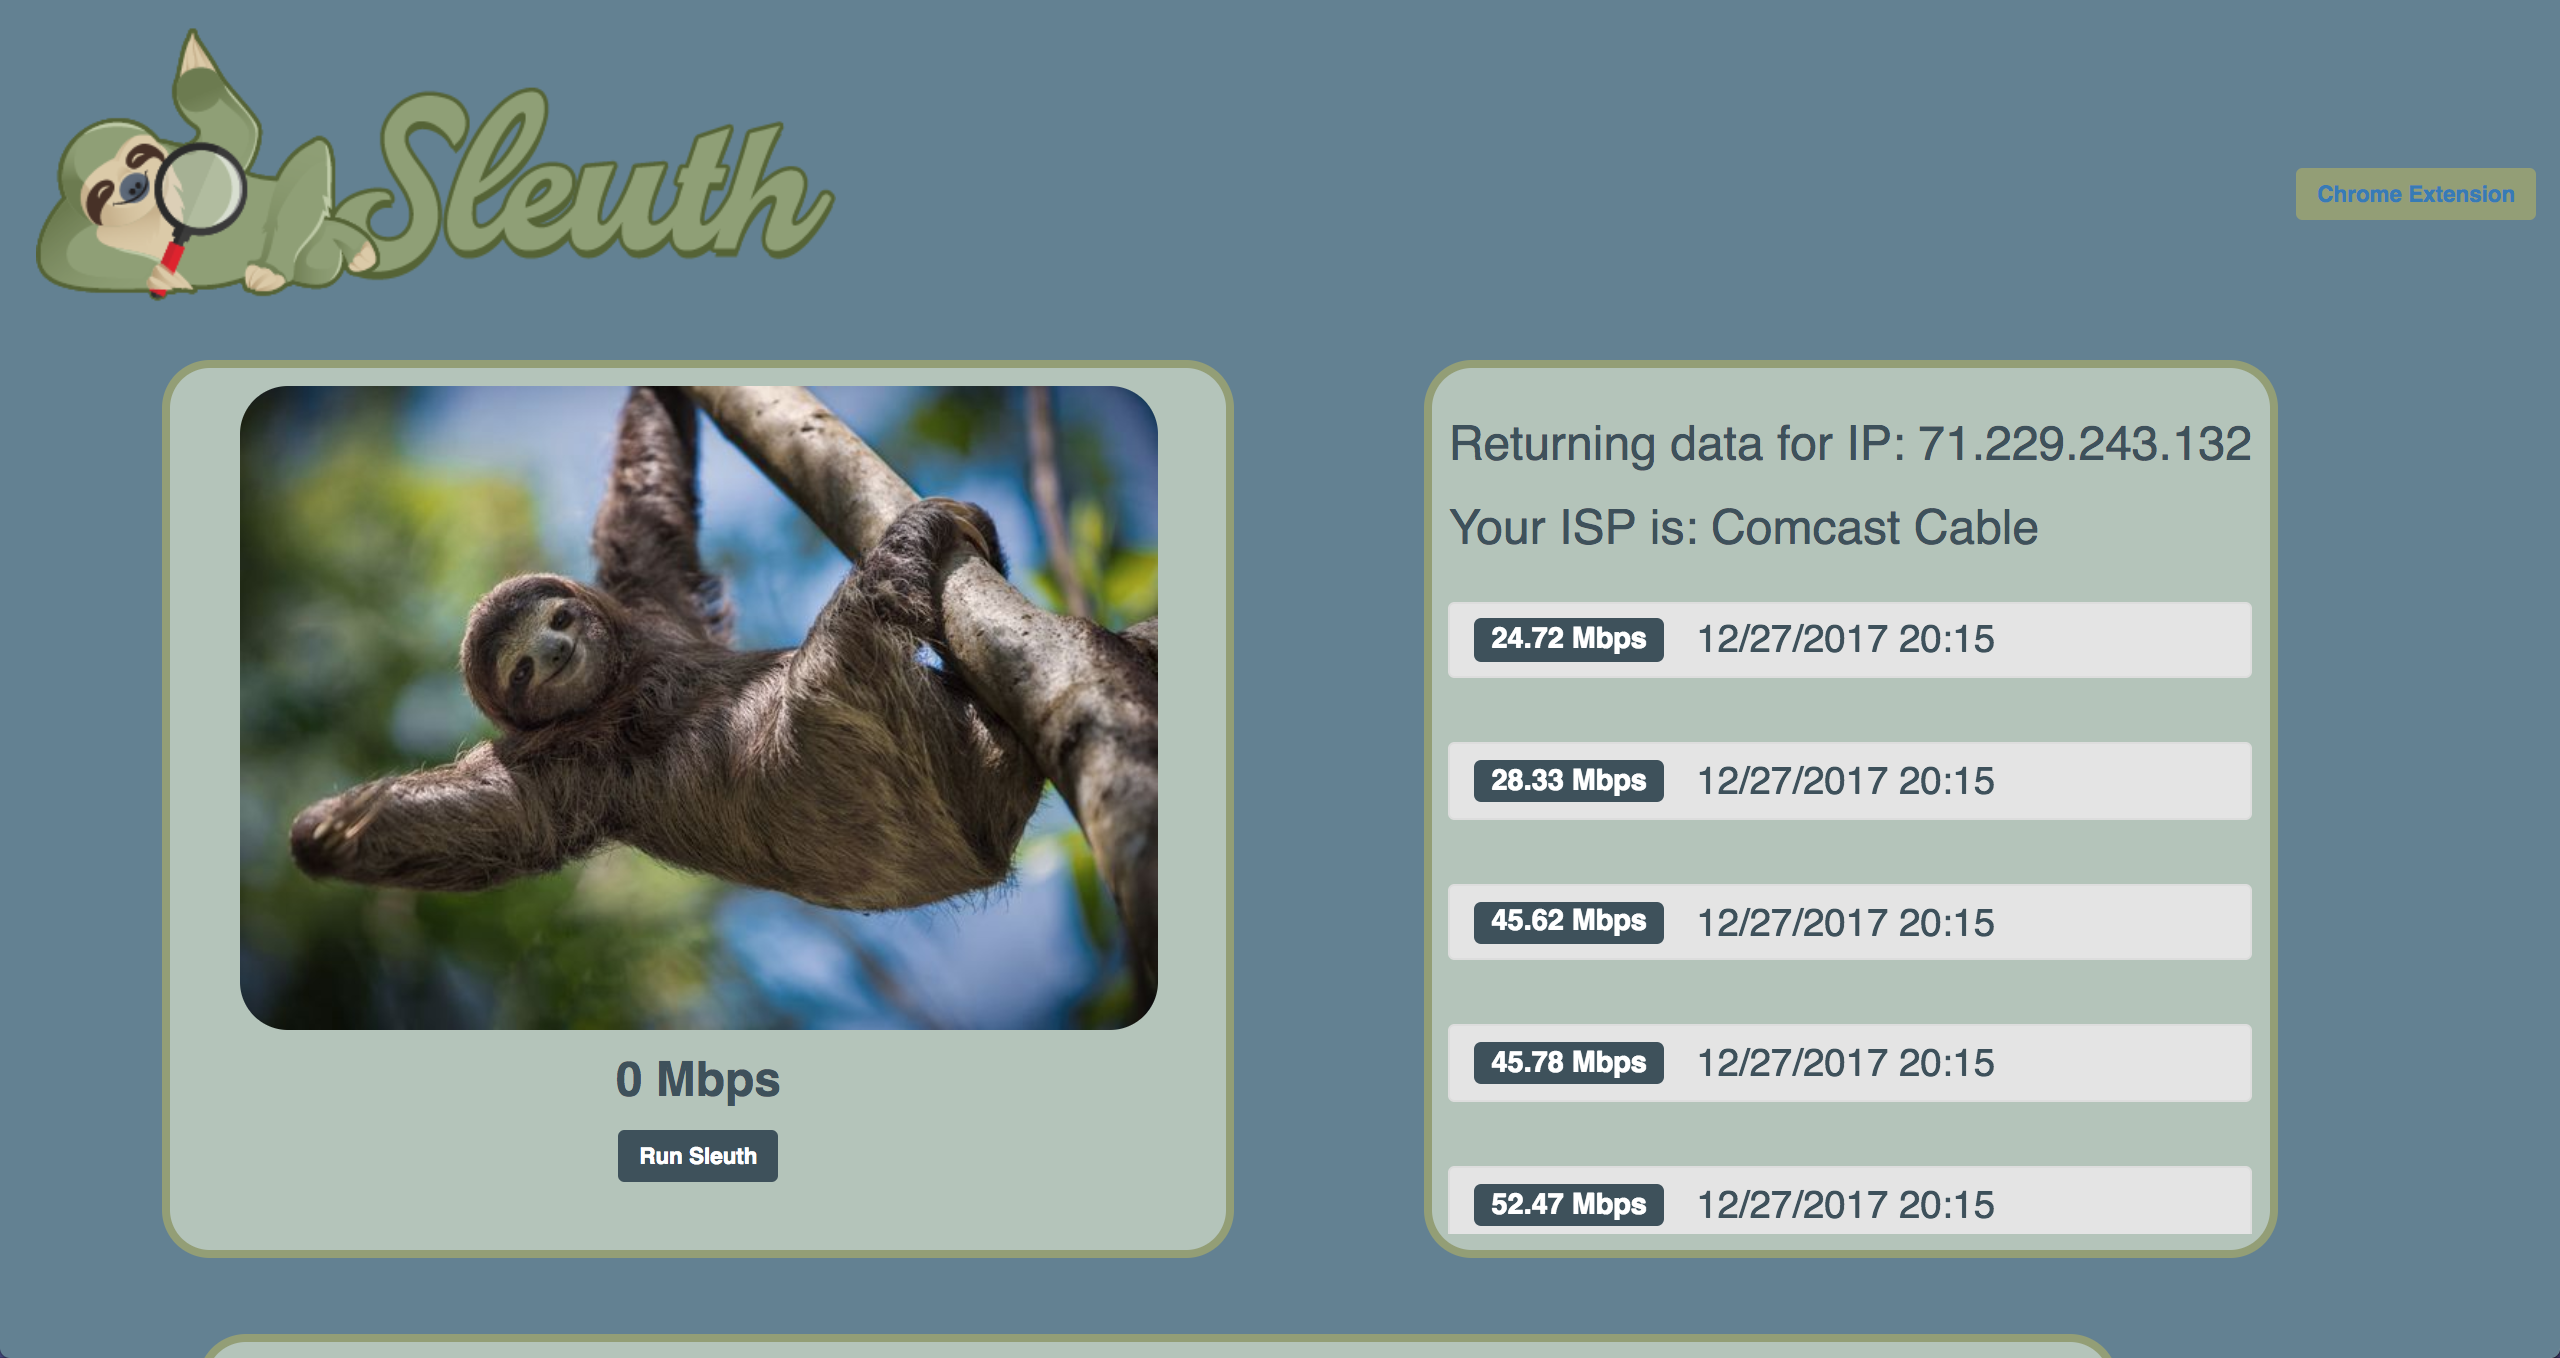 Sleuth
Chrome Extension
0 Mbps
Run Sleuth
Returning data for IP: 71.229.243.132
Your ISP is: Comcast Cable
24.72 Mbps 12/27/2017 20:15
28.33 Mbps 12/27/2017 20:15
45.62 Mbps 12/27/2017 20:15
45.78 Mbps 12/27/2017 20:15
52.47 Mbps 12/27/2017 20:15